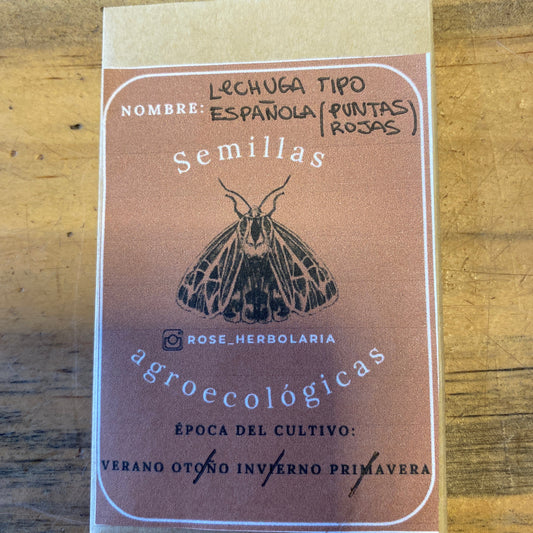 NOMBRE: LECHUGA TIPO
ESPAÑOLA (PUNTAS
ROJAS)
Semillas
ROSE_HERBOLARIA
agroecológicas
ÉPOCA DEL CULTIVO:
VERANO OTOÑO INVIERNO PRIMAVERA